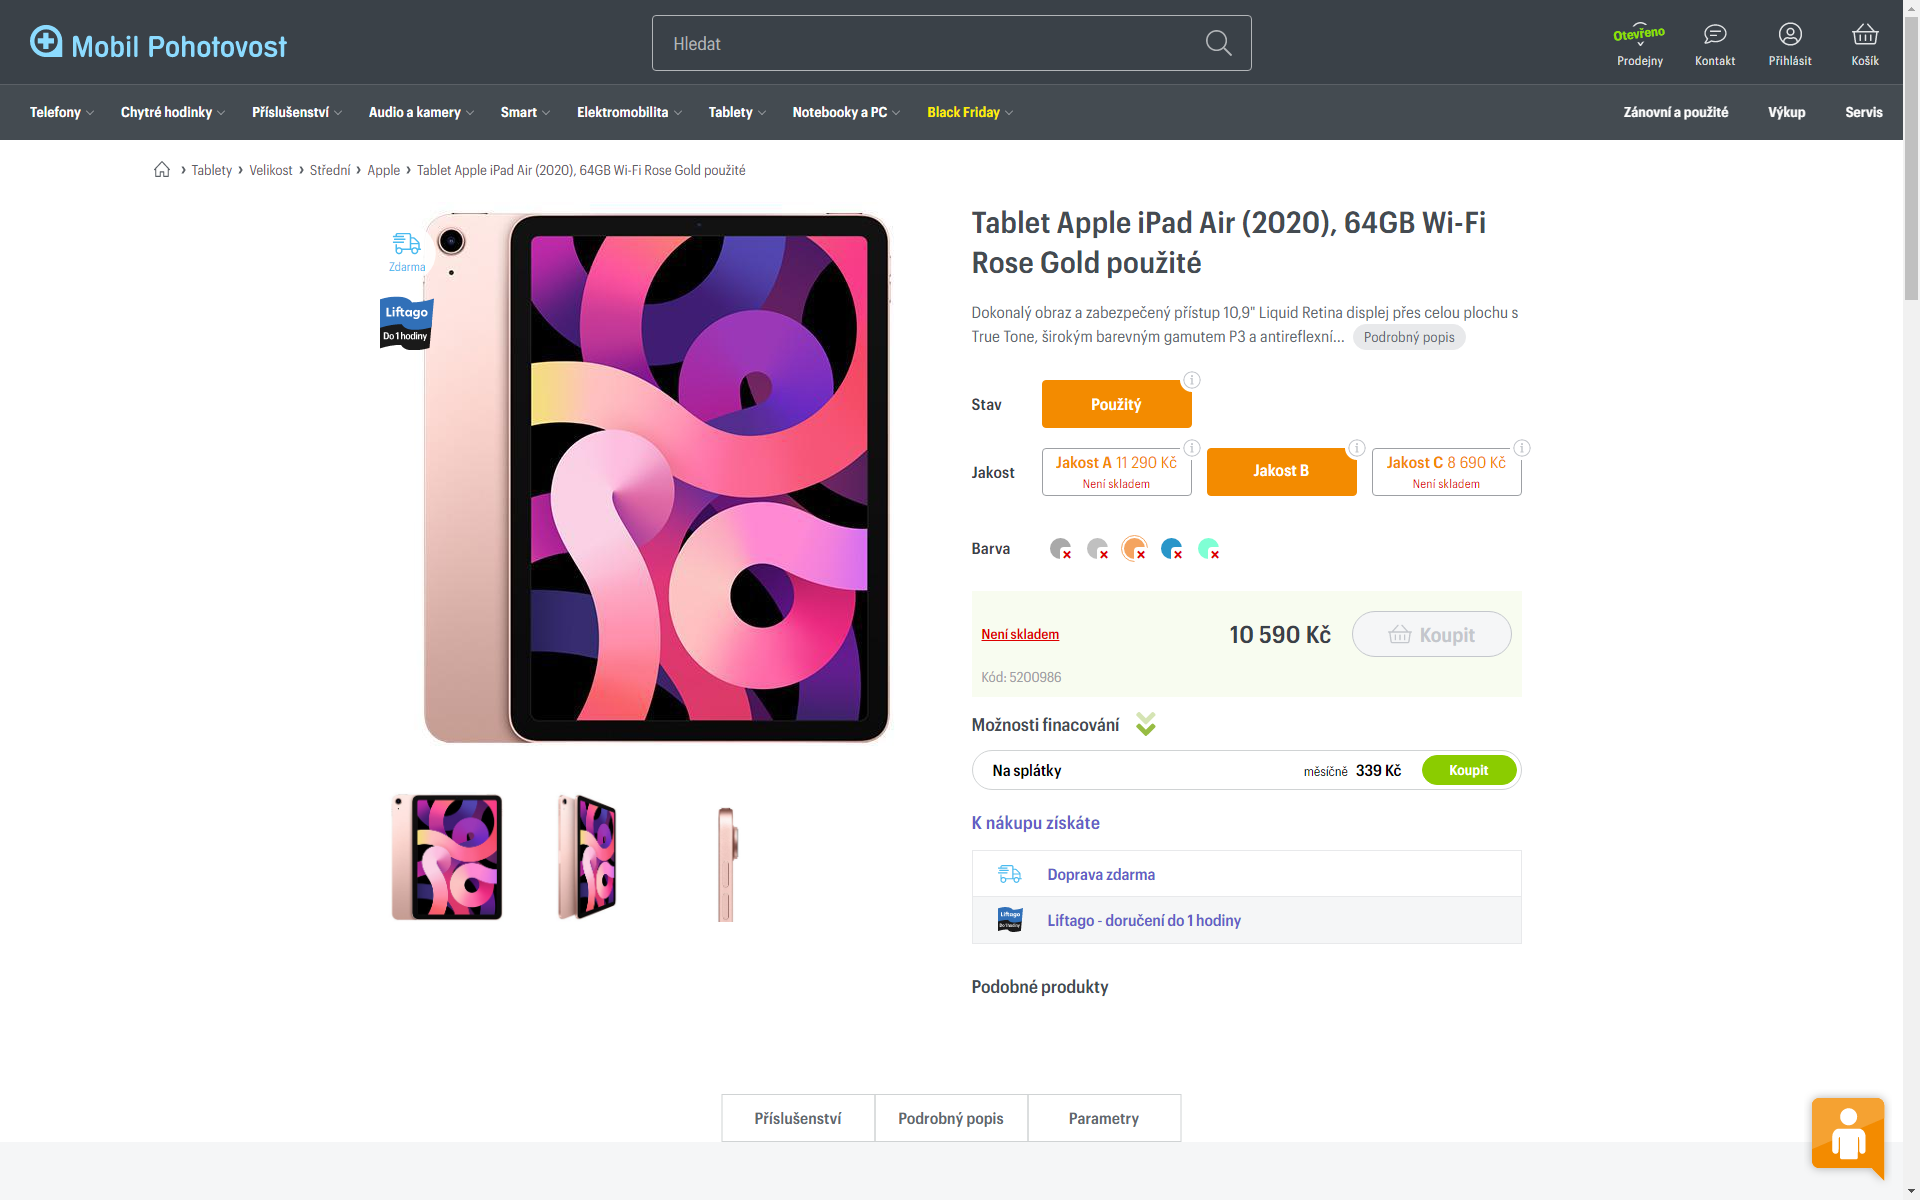 Mobil Pohotovost
Hledat
Otevřeno
Prodejny
Kontakt
Přihlásit
Košík
Telefony
Chytré hodinky
Příslušenství
Audio a kamery
Smart
Elektromobilita
Tablety
Notebooky a PC
Black Friday
Zánovní a použité
Výkup
Servis
Tablety › Velikost › Střední › Apple › Tablet Apple iPad Air (2020), 64GB Wi-Fi Rose Gold použité
Zdarma
Liftago
Do 1 hodiny
Tablet Apple iPad Air (2020), 64GB Wi-Fi
Rose Gold použité
Dokonalý obraz a zabezpečený přístup 10,9" Liquid Retina displej přes celou plochu s
True Tone, širokým barevným gamutem P3 a antireflexní... Podrobný popis
Stav
Použitý
Jakost
Jakost A 11 290 Kč
Není skladem
Jakost B
Jakost C 8 690 Kč
Není skladem
Barva
Není skladem
10 590 Kč
Koupit
Kód: 5200986
Možnosti finacování
Na splátky
měsíčně 339 Kč
Koupit
K nákupu získáte
Doprava zdarma
Liftago
Do 1 hodiny
Liftago - doručení do 1 hodiny
Podobné produkty
Příslušenství
Podrobný popis
Parametry